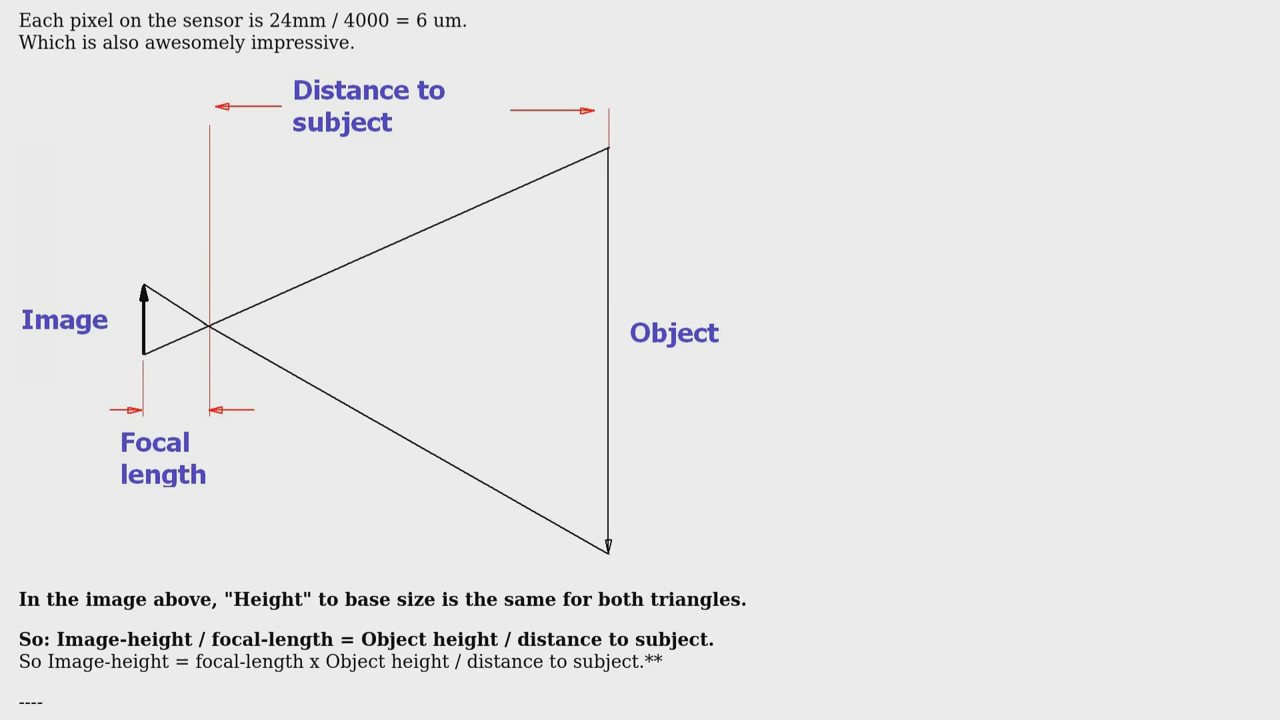 Each pixel on the sensor is 24mm / 4000 = 6 um.
Which is also awesomely impressive.
Distance to
subject
Image
Object
Focal
length
In the image above, "Height" to base size is the same for both triangles.
So: Image-height / focal-length = Object height / distance to subject.
So Image-height = focal-length x Object height / distance to subject.**
----